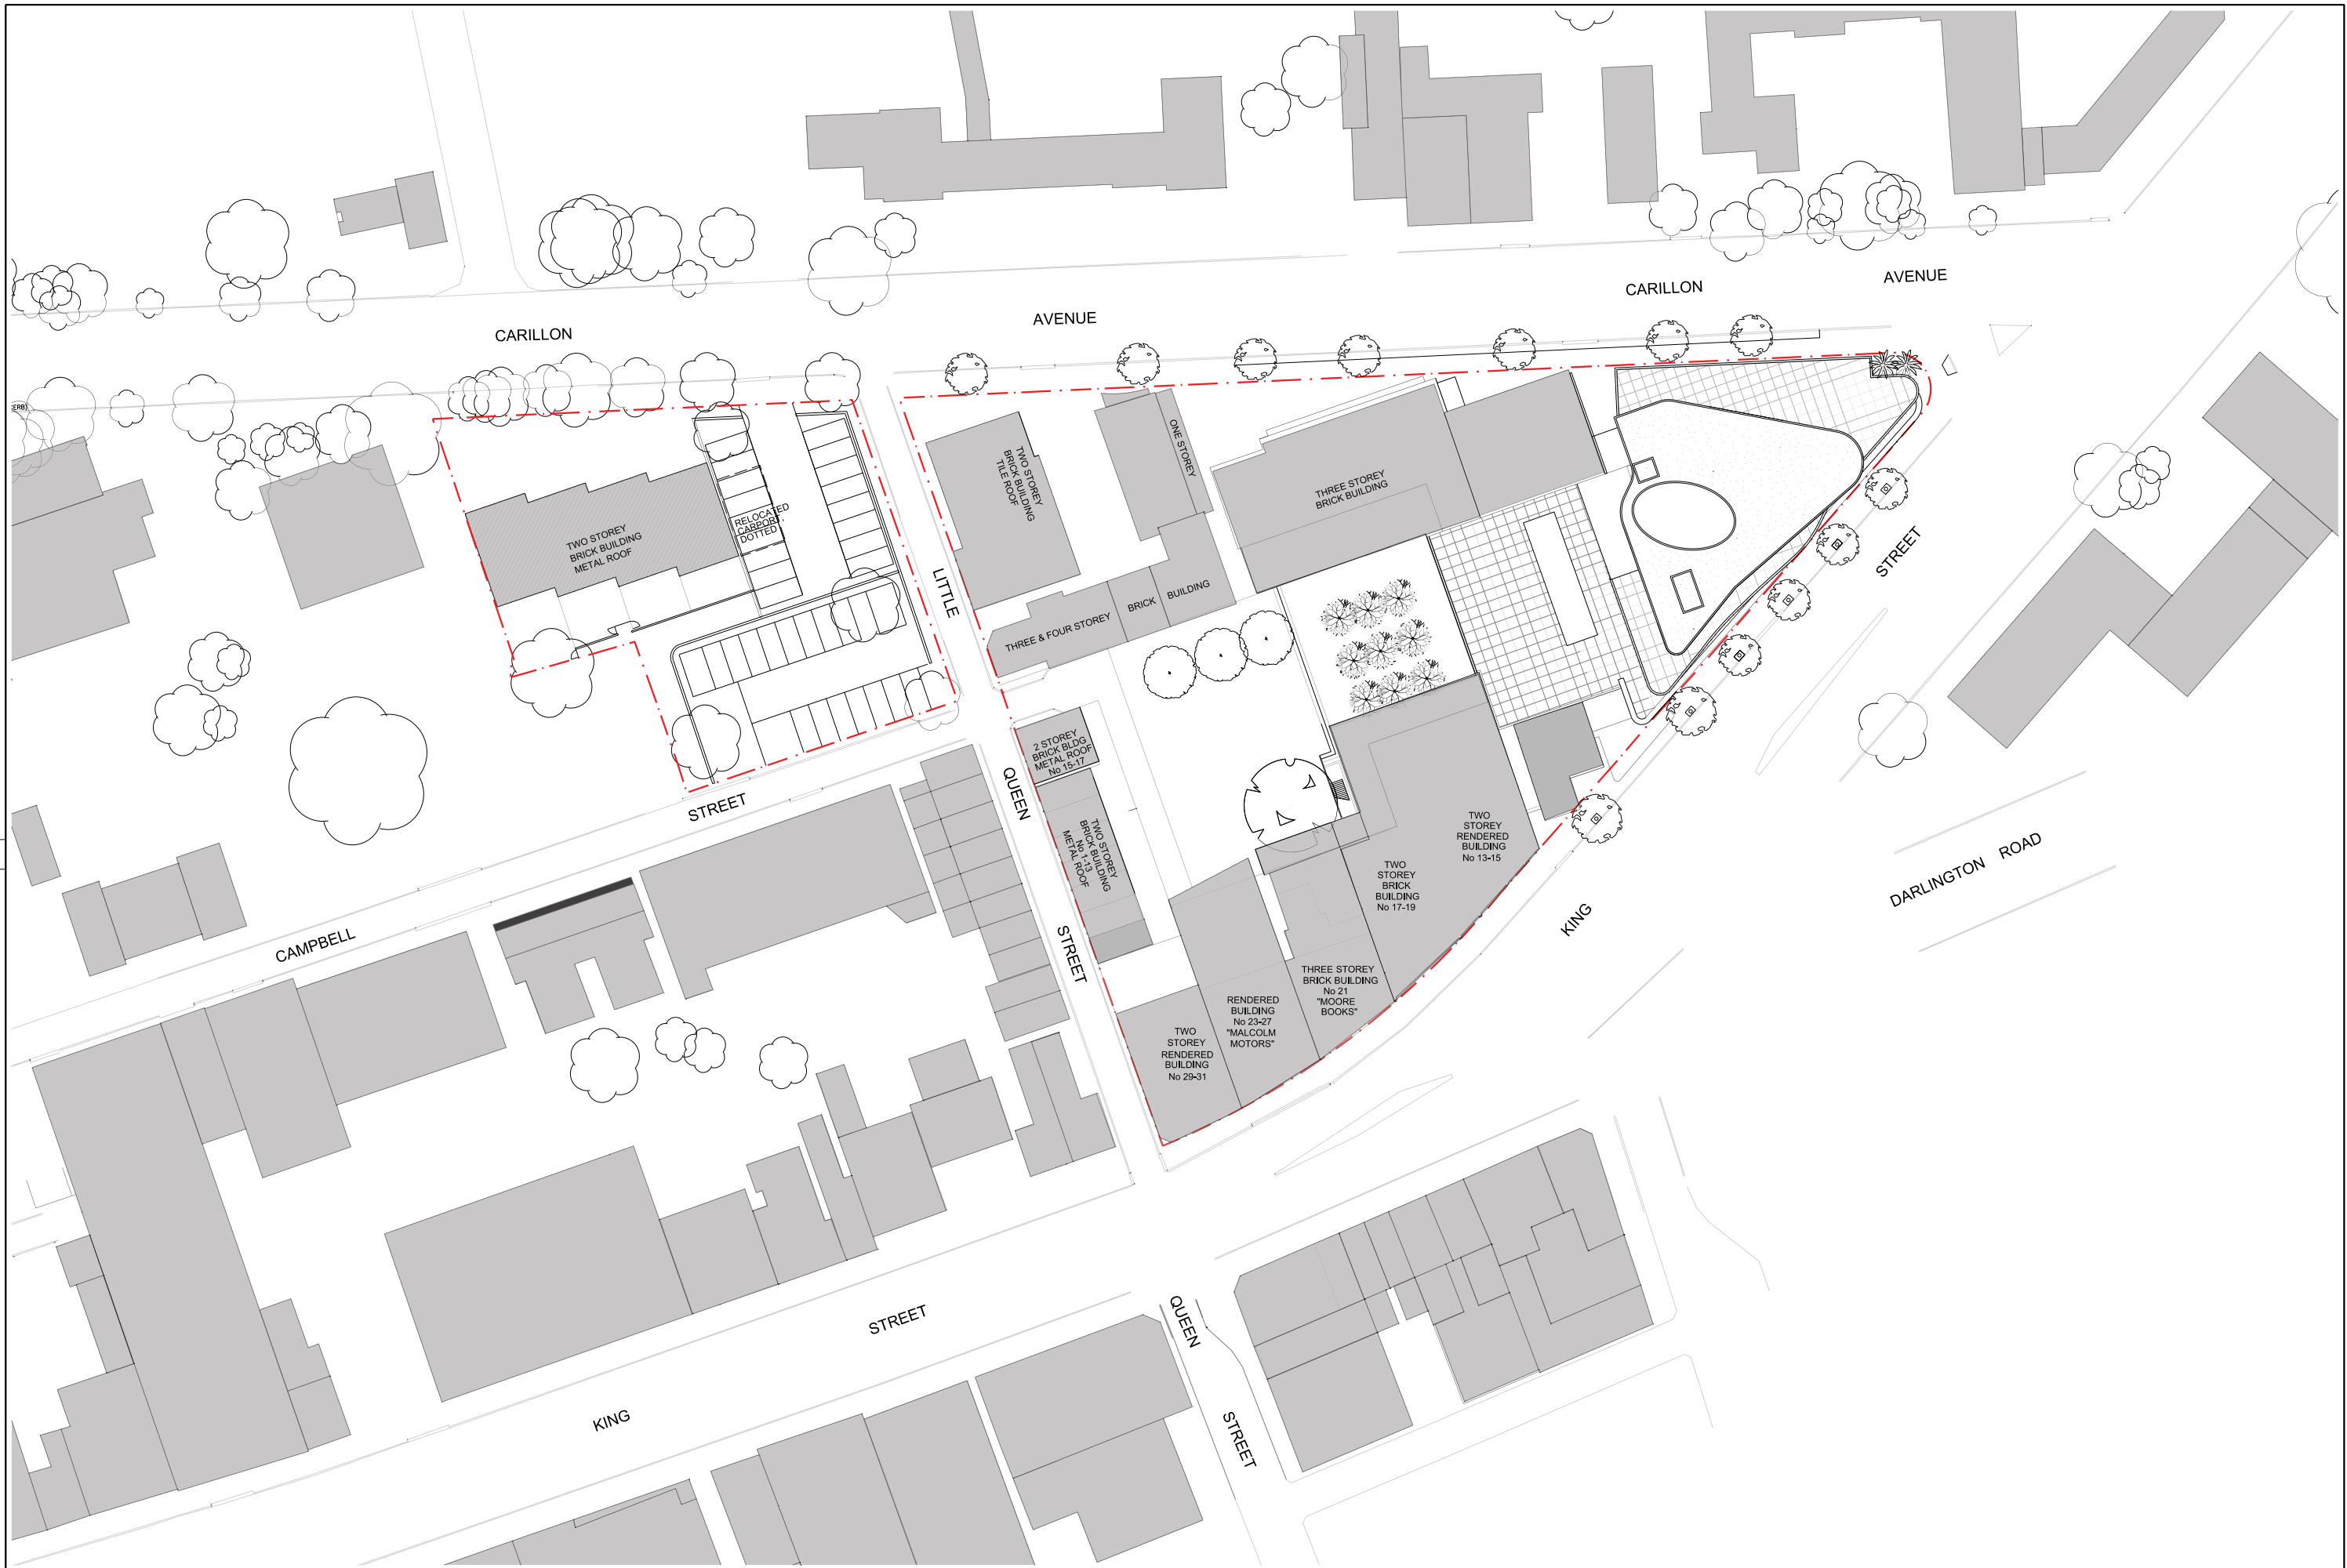 CARILLON
AVENUE
AVENUE
CARILLON
ERB)
ONE STOREY
TWO STOREY
BRICK BUILDING
TILE ROOF
THREE STOREY
BRICK BUILDING
RELOCATED
CARPORT,
DOTTED
TWO STOREY
BRICK BUILDING
METAL ROOF
STREET
LITTLE
THREE & FOUR STOREY
BRICK
BUILDING
2 STOREY
BRICK BLDG
METAL ROOF
No 15-17
QUEEN
STREET
TWO STOREY
BRICK BUILDING
No 1-13
METAL ROOF
TWO
STOREY
RENDERED
BUILDING
No 13-15
TWO
STOREY
BRICK
BUILDING
No 17-19
DARLINGTON ROAD
KING
CAMPBELL
STREET
THREE STOREY
BRICK BUILDING
No 21
"MOORE
BOOKS"
RENDERED
BUILDING
No 23-27
"MALCOLM
MOTORS"
TWO
STOREY
RENDERED
BUILDING
No 29-31
STREET
QUEEN
KING
STREET